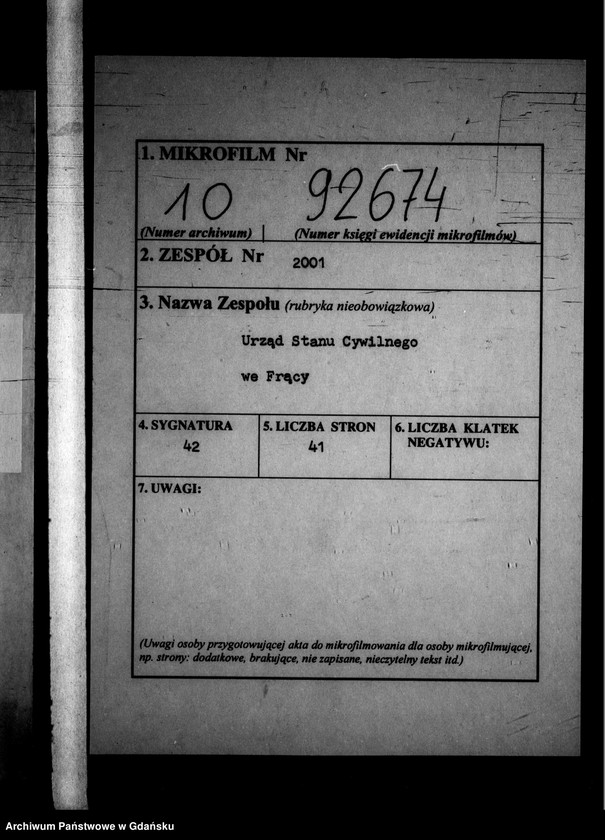 1. MIKROFILM Nr
10 92674
(Numer archiwum) (Numer księgi ewidencji mikrofilmów)
2. ZESPÓŁ Nr 2001
3. Nazwa Zespołu (rubryka nieobowiązkowa)
Urząd Stanu Cywilnego
we Frący
4. SYGNATURA
42
5. LICZBA STRON
41
6. LICZBA KLATEK
NEGATYWU:
7. UWAGI:
(Uwagi osoby przygotowującej akta do mikrofilmowania dla osoby mikrofilmującej,
np. strony: dodatkowe, brakujące, nie zapisane, nieczytelny tekst itd.)
Archiwum Państwowe w Gdańsku